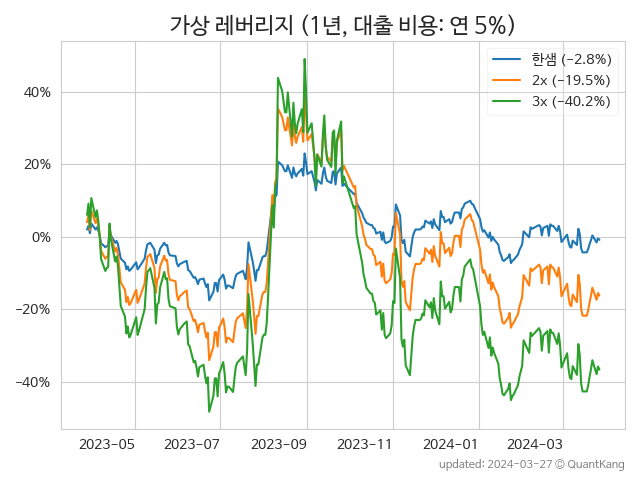 가상 레버리지 (1년, 대출 비용: 연 5%)
한샘 (−2.8%)
2x (−19.5%)
3x (−40.2%)
40%
20%
0%
−20%
−40%
2023-05
2023-07
2023-09
2023-11
2024-01
2024-03
updated: 2024-03-27 © QuantKang